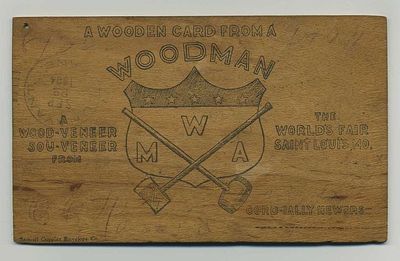 A WOODEN CARD FROM A
WOODMAN
M W A
A
WOOD-VENEER
SOU-VENEER
FROM
THE
WORLD'S FAIR
SAINT LOUIS, MO.
CORD-IALLY HEWERS
Samuel Cupples Envelope Co.